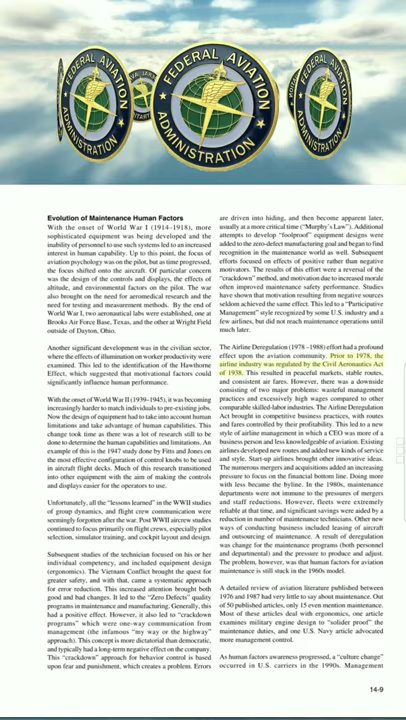 FEDERAL AVIATION
ADMINISTRATION
FEDERAL AVIATION
ADMINISTRATION
FEDERAL AVIATION
ADMINISTRATION
Evolution of Maintenance Human Factors
With the onset of World War I (1914–1918), more
sophisticated equipment was being developed and the
inability of personnel to use such systems led to an increased
interest in human capability. Up to this point, the focus of
aviation psychology was on the pilot, but as time progressed,
the focus shifted onto the aircraft. Of particular concern
was the design of the controls and displays, the effects of
altitude, and environmental factors on the pilot. The war
also brought on the need for aeromedical research and the
need for testing and measurement methods. By the end of
World War I, two aeronautical labs were established, one at
Brooks Air Force Base, Texas, and the other at Wright Field
outside of Dayton, Ohio.
Another significant development was in the civilian sector,
where the effects of illumination on worker productivity were
examined. This led to the identification of the Hawthorne
Effect, which suggested that motivational factors could
significantly influence human performance.
With the onset of World War II (1939–1945), it was becoming
increasingly harder to match individuals to pre-existing jobs.
Now the design of equipment had to take into account human
limitations and take advantage of human capabilities. This
change took time as there was a lot of research still to be
done to determine the human capabilities and limitations. An
example of this is the 1947 study done by Fitts and Jones on
the most effective configuration of control knobs to be used
in aircraft flight decks. Much of this research transitioned
into other equipment with the aim of making the controls
and displays easier for the operators to use.
Unfortunately, all the "lessons learned" in the WWII studies
of group dynamics, and flight crew communication were
seemingly forgotten after the war. Post WWII aircrew studies
continued to focus primarily on flight crews, especially pilot
selection, simulator training, and cockpit layout and design.
Subsequent studies of the technician focused on his or her
individual competency, and included equipment design
(ergonomics). The Vietnam Conflict brought the quest for
greater safety, and with that, came a systematic approach
for error reduction. This increased attention brought both
good and bad changes. It led to the "Zero Defects" quality
programs in maintenance and manufacturing. Generally, this
had a positive effect. However, it also led to "crackdown
programs" which were one-way communication from
management (the infamous "my way or the highway"
approach). This concept is more dictatorial than democratic,
and typically had a long-term negative effect on the company.
This "crackdown" approach for behavior control is based
upon fear and punishment, which creates a problem. Errors
are driven into hiding, and then become apparent later,
usually at a more critical time ("Murphy's Law"). Additional
attempts to develop "foolproof" equipment designs were
added to the zero-defect manufacturing goal and began to find
recognition in the maintenance world as well. Subsequent
efforts focused on effects of positive rather than negative
motivators. The results of this effort were a reversal of the
"crackdown" method, and motivation due to increased morale
often improved maintenance safety performance. Studies
have shown that motivation resulting from negative sources
seldom achieved the same effect. This led to a "Participative
Management" style recognized by some U.S. industry and a
few airlines, but did not reach maintenance operations until
much later.
The Airline Deregulation (1978–1988) effort had a profound
effect upon the aviation community. Prior to 1978, the
airline industry was regulated by the Civil Aeronautics Act
of 1938. This resulted in peaceful markets, stable routes,
and consistent air fares. However, there was a downside
consisting of two major problems: wasteful management
practices and excessively high wages compared to other
comparable skilled-labor industries. The Airline Deregulation
Act brought in competitive business practices, with routes
and fares controlled by their profitability. This led to a new
style of airline management in which a CEO was more of a
business person and less knowledgeable of aviation. Existing
airlines developed new routes and added new kinds of service
and style. Start-up airlines brought often innovative ideas.
The numerous mergers and acquisitions added an increasing
pressure to focus on the financial bottom line. Doing more
with less became the byline. In the 1980s, maintenance
departments were not immune to the pressures of mergers
and staff reductions. However, fleets were extremely
reliable at that time, and significant savings were aided by a
reduction in number of maintenance technicians. Other new
ways of conducting business included leasing of aircraft
and outsourcing of maintenance. A result of deregulation
was change for the maintenance programs (both personnel
and departmental) and the pressure to produce and adjust.
The problem, however, was that human factors for aviation
maintenance is still stuck in the 1960s model.
A detailed review of aviation literature published between
1976 and 1987 had very little to say about maintenance. Out
of 50 published articles, only 15 even mention maintenance.
Most of these articles deal with ergonomics, one article
examines military engine design to "solider proof" the
maintenance duties, and one U.S. Navy article advocated
more management control.
As human factors awareness progressed, a "culture change"
occurred in U.S. carriers in the 1990s. Management
14-9